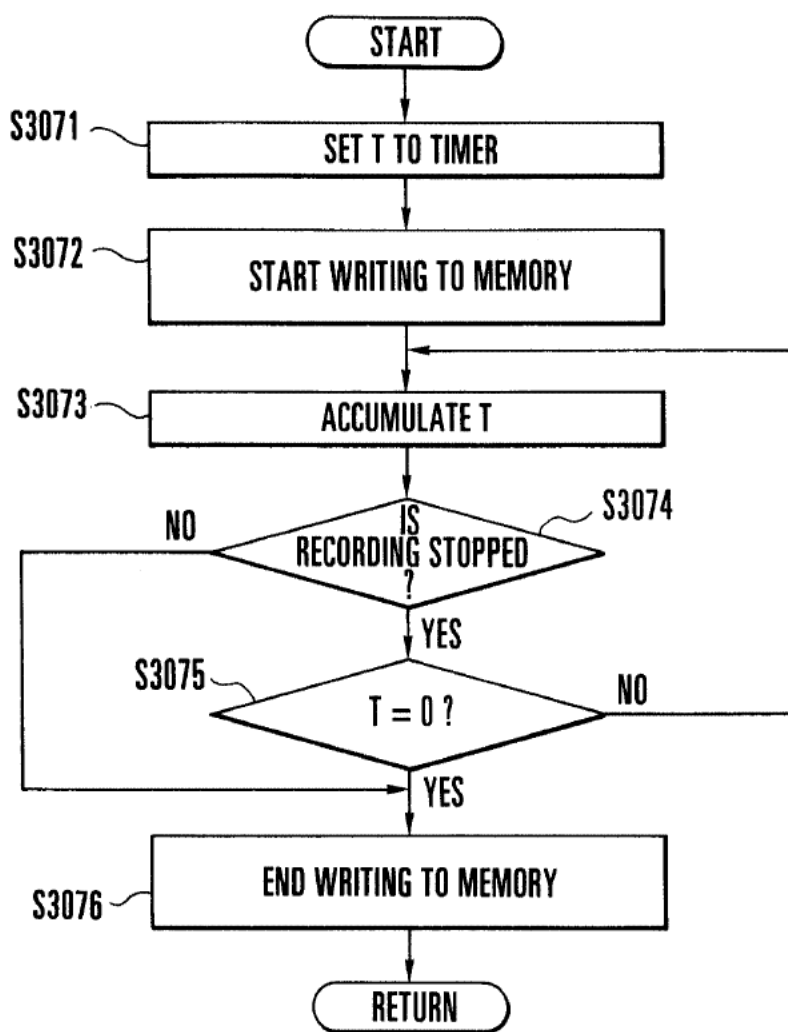 START
S3071
SET T TO TIMER
S3072
START WRITING TO MEMORY
S3073
ACCUMULATE T
S3074
NO
IS
RECORDING STOPPED
?
YES
S3075
T = 0 ?
NO
YES
END WRITING TO MEMORY
S3076
RETURN